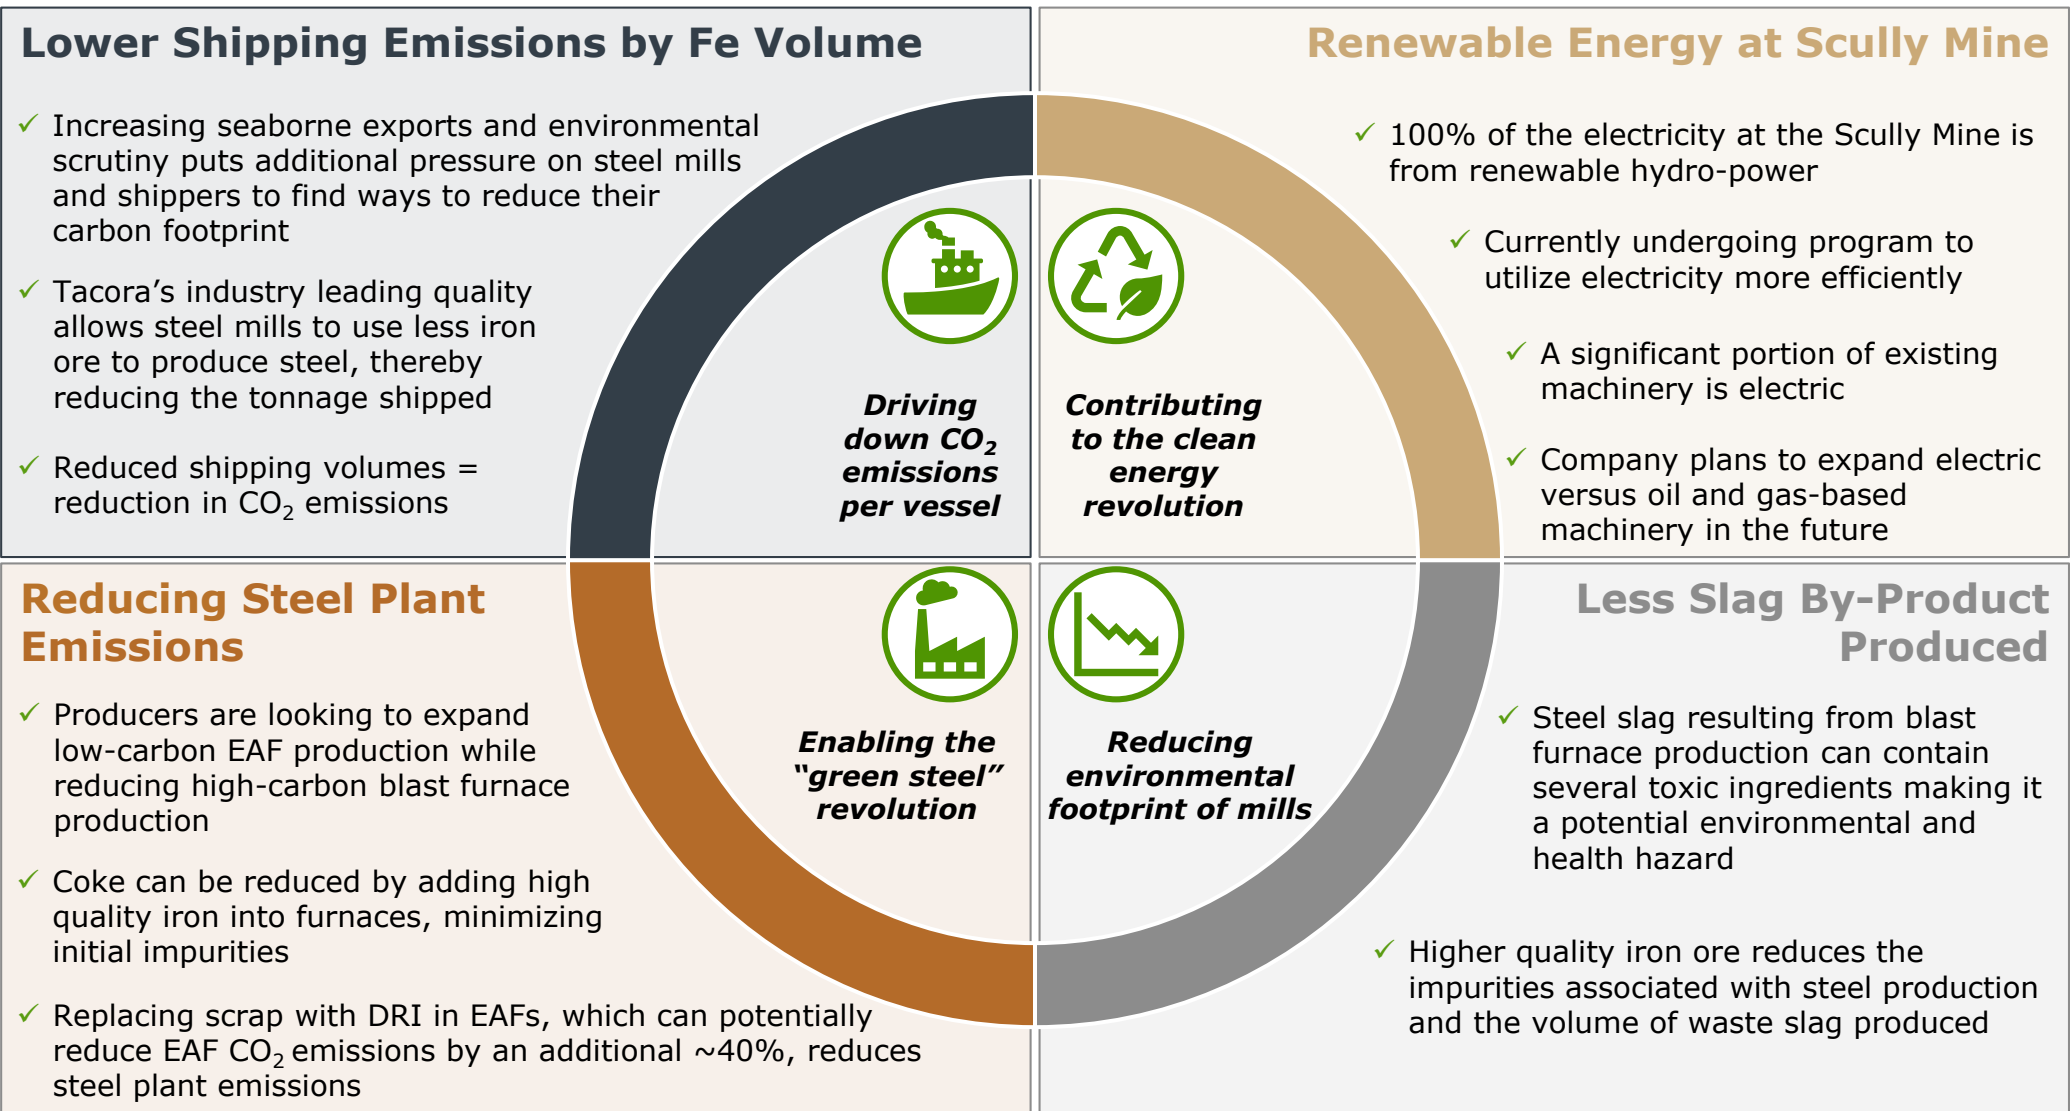 Lower Shipping Emissions by Fe Volume
✓ Increasing seaborne exports and environmental
scrutiny puts additional pressure on steel mills
and shippers to find ways to reduce their
carbon footprint
✓ Tacora’s industry leading quality
allows steel mills to use less iron
ore to produce steel, thereby
reducing the tonnage shipped
✓ Reduced shipping volumes =
reduction in CO₂ emissions
Driving
down CO₂
emissions
per vessel
Renewable Energy at Scully Mine
✓ 100% of the electricity at the Scully Mine is
from renewable hydro-power
✓ Currently undergoing program to
utilize electricity more efficiently
✓ A significant portion of existing
machinery is electric
✓ Company plans to expand electric
versus oil and gas-based
machinery in the future
Contributing
to the clean
energy
revolution
Reducing Steel Plant
Emissions
✓ Producers are looking to expand
low-carbon EAF production while
reducing high-carbon blast furnace
production
✓ Coke can be reduced by adding high
quality iron into furnaces, minimizing
initial impurities
✓ Replacing scrap with DRI in EAFs, which can potentially
reduce EAF CO₂ emissions by an additional ~40%, reduces
steel plant emissions
Enabling the
“green steel”
revolution
Less Slag By-Product
Produced
✓ Steel slag resulting from blast
furnace production can contain
several toxic ingredients making it
a potential environmental and
health hazard
✓ Higher quality iron ore reduces the
impurities associated with steel production
and the volume of waste slag produced
Reducing
environmental
footprint of mills